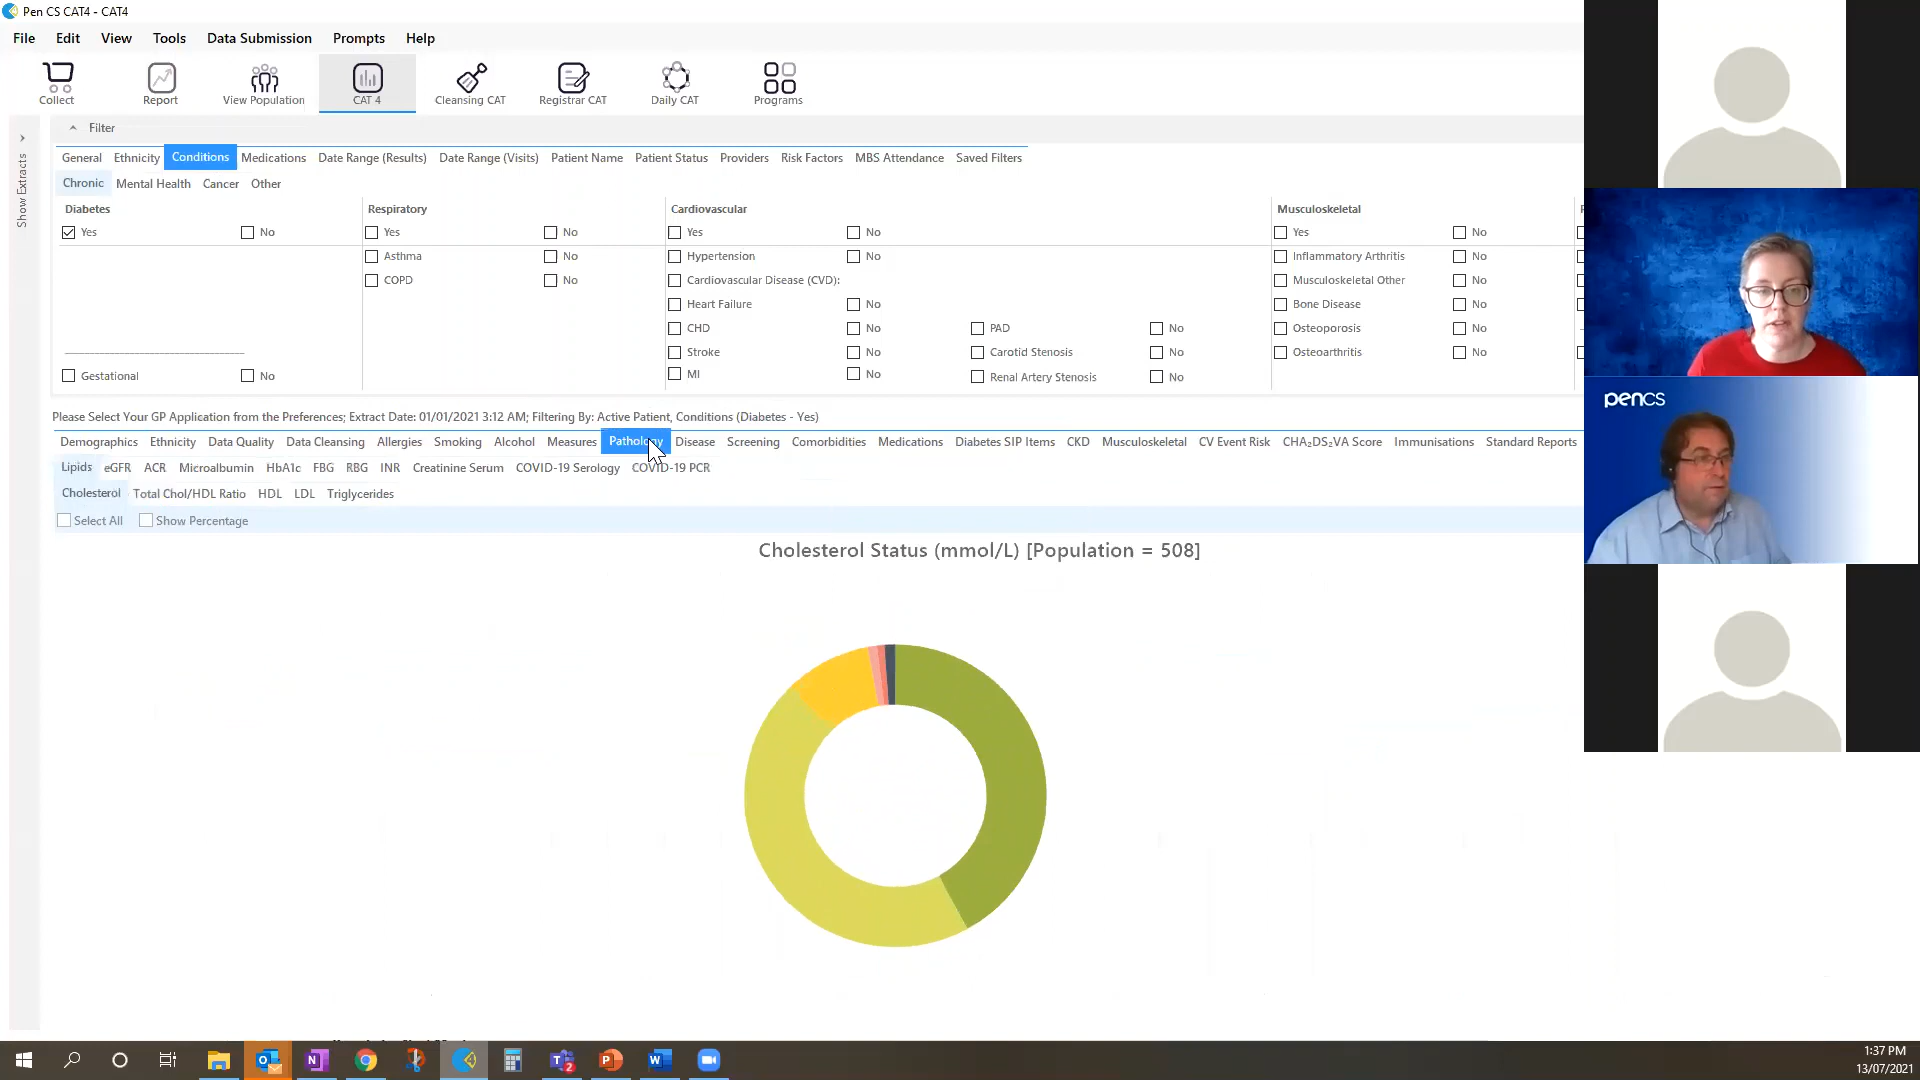 Pen CS CAT4 - CAT4
File Edit View Tools Data Submission Prompts Help
Collect Report View Population CAT 4 Cleansing CAT Registrar CAT Daily CAT Programs
Filter
Show Extracts
General Ethnicity Conditions Medications Date Range (Results) Date Range (Visits) Patient Name Patient Status Providers Risk Factors MBS Attendance Saved Filters
Chronic Mental Health Cancer Other
Diabetes Respiratory Cardiovascular Musculoskeletal
Yes No Yes No Yes No Yes No
Asthma No Hypertension No Inflammatory Arthritis No
COPD No Cardiovascular Disease (CVD): Musculoskeletal Other No
Heart Failure No Bone Disease No
CHD No PAD No Osteoporosis No
Stroke No Carotid Stenosis No Osteoarthritis No
Gestational No MI No Renal Artery Stenosis No
pencs
Please Select Your GP Application from the Preferences; Extract Date: 01/01/2021 3:12 AM; Filtering By: Active Patient, Conditions (Diabetes - Yes)
Demographics Ethnicity Data Quality Data Cleansing Allergies Smoking Alcohol Measures Pathology Disease Screening Comorbidities Medications Diabetes SIP Items CKD Musculoskeletal CV Event Risk CHA₂DS₂VA Score Immunisations Standard Reports
Lipids eGFR ACR Microalbumin HbA1c FBG RBG INR Creatinine Serum COVID-19 Serology COVID-19 PCR
Cholesterol Total Chol/HDL Ratio HDL LDL Triglycerides
Select All Show Percentage
Cholesterol Status (mmol/L) [Population = 508]
1:37 PM
13/07/2021